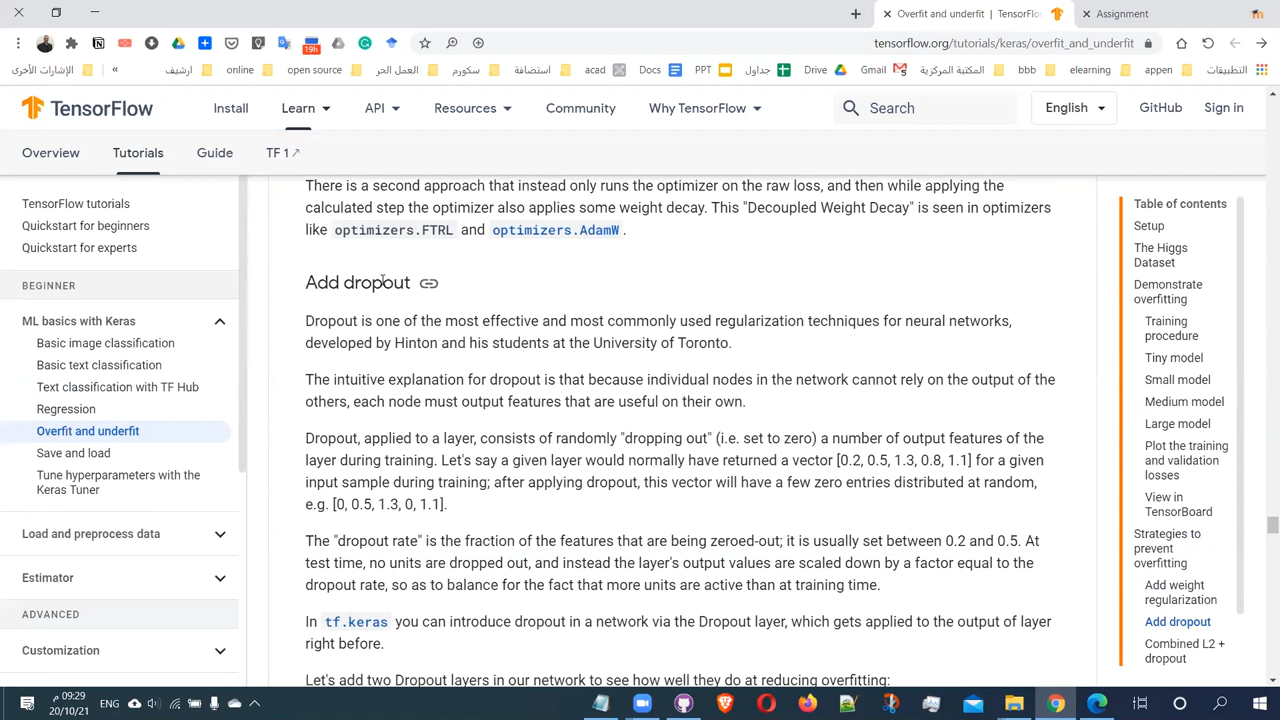 Overfit and underfit | TensorFlo
Assignment
19h
tensorflow.org/tutorials/keras/overfit_and_underfit
الإشارات الأخرى
»
ارشيف
online
open source
سكورم
العمل الحر
استضافة
acad
Docs
PPT
جداول
Drive
Gmail
المكتبة المركزية
bbb
elearning
appen
التطبيقات
TensorFlow
Install
Learn
API
Resources
Community
Why TensorFlow
Search
English
GitHub
Sign in
Overview
Tutorials
Guide
TF 1↗
TensorFlow tutorials
Quickstart for beginners
Quickstart for experts
BEGINNER
ML basics with Keras
Basic image classification
Basic text classification
Text classification with TF Hub
Regression
Overfit and underfit
Save and load
Tune hyperparameters with the
Keras Tuner
Load and preprocess data
Estimator
ADVANCED
Customization
There is a second approach that instead only runs the optimizer on the raw loss, and then while applying the
calculated step the optimizer also applies some weight decay. This "Decoupled Weight Decay" is seen in optimizers
like optimizers.FTRL and optimizers.AdamW.
Add dropout
Dropout is one of the most effective and most commonly used regularization techniques for neural networks,
developed by Hinton and his students at the University of Toronto.
The intuitive explanation for dropout is that because individual nodes in the network cannot rely on the output of the
others, each node must output features that are useful on their own.
Dropout, applied to a layer, consists of randomly "dropping out" (i.e. set to zero) a number of output features of the
layer during training. Let's say a given layer would normally have returned a vector [0.2, 0.5, 1.3, 0.8, 1.1] for a given
input sample during training; after applying dropout, this vector will have a few zero entries distributed at random,
e.g. [0, 0.5, 1.3, 0, 1.1].
The "dropout rate" is the fraction of the features that are being zeroed-out; it is usually set between 0.2 and 0.5. At
test time, no units are dropped out, and instead the layer's output values are scaled down by a factor equal to the
dropout rate, so as to balance for the fact that more units are active than at training time.
In tf.keras you can introduce dropout in a network via the Dropout layer, which gets applied to the output of layer
right before.
Let's add two Dropout layers in our network to see how well they do at reducing overfitting:
Table of contents
Setup
The Higgs
Dataset
Demonstrate
overfitting
Training
procedure
Tiny model
Small model
Medium model
Large model
Plot the training
and validation
losses
View in
TensorBoard
Strategies to
prevent
overfitting
Add weight
regularization
Add dropout
Combined L2 +
dropout
09:29 م
20/10/21
ENG